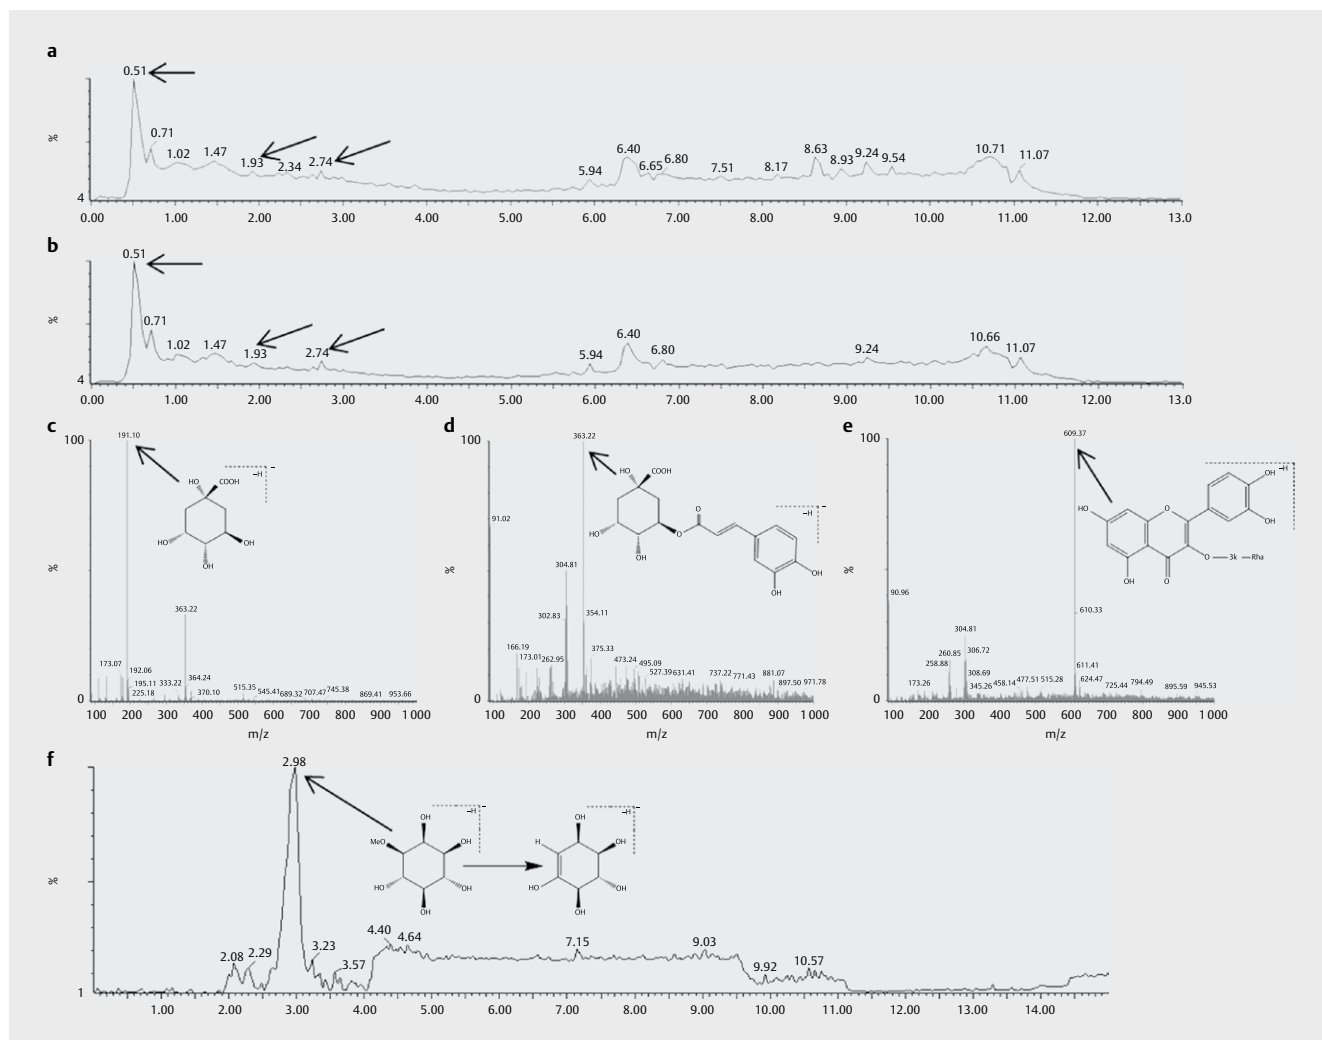 a
0.51
0.71
1.02
1.47
1.93
2.34
2.74
5.94
6.40
6.65
6.80
7.51
8.17
8.63
8.93
9.24
9.54
10.71
11.07
%
4
0.00 1.00 2.00 3.00 4.00 5.00 6.00 7.00 8.00 9.00 10.00 11.00 12.00 13.0
b
0.51
0.71
1.02
1.47
1.93
2.74
5.94
6.40
6.80
9.24
10.66
11.07
%
4
0.00 1.00 2.00 3.00 4.00 5.00 6.00 7.00 8.00 9.00 10.00 11.00 12.00 13.0
c
100
%
0
191.10
363.22
173.07
192.06
195.11
225.18
333.22
364.24
370.10
515.35
545.41
689.32
707.47
745.38
869.41
953.66
HO
COOH
HO
OH
OH
–H
–
100 200 300 400 500 600 700 800 900 1000
m/z
d
100
%
0
363.22
91.02
304.81
302.83
354.11
166.19
173.01
262.95
375.33
473.24
495.09
527.39
631.41
737.22
771.43
881.07
897.50
971.78
HO
COOH
HO
OH
O
O
OH
OH
–H
–
100 200 300 400 500 600 700 800 900 1 000
m/z
e
100
%
0
609.37
90.96
610.33
304.81
260.85
306.72
258.88
308.69
611.41
173.26
345.26
458.14
477.51
515.28
624.47
725.44
794.49
895.59
945.53
HO
O
OH
OH
OH
O
O
3k
Rha
–H
100 200 300 400 500 600 700 800 900 1 000
m/z
f
2.98
2.08
2.29
3.23
3.57
4.40
4.64
7.15
9.03
9.92
10.57
%
1
OH
MeO
OH
HO
OH
OH
–H
–
OH
H
OH
HO
OH
OH
–H
–
1.00 2.00 3.00 4.00 5.00 6.00 7.00 8.00 9.00 10.00 11.00 12.00 13.00 14.00